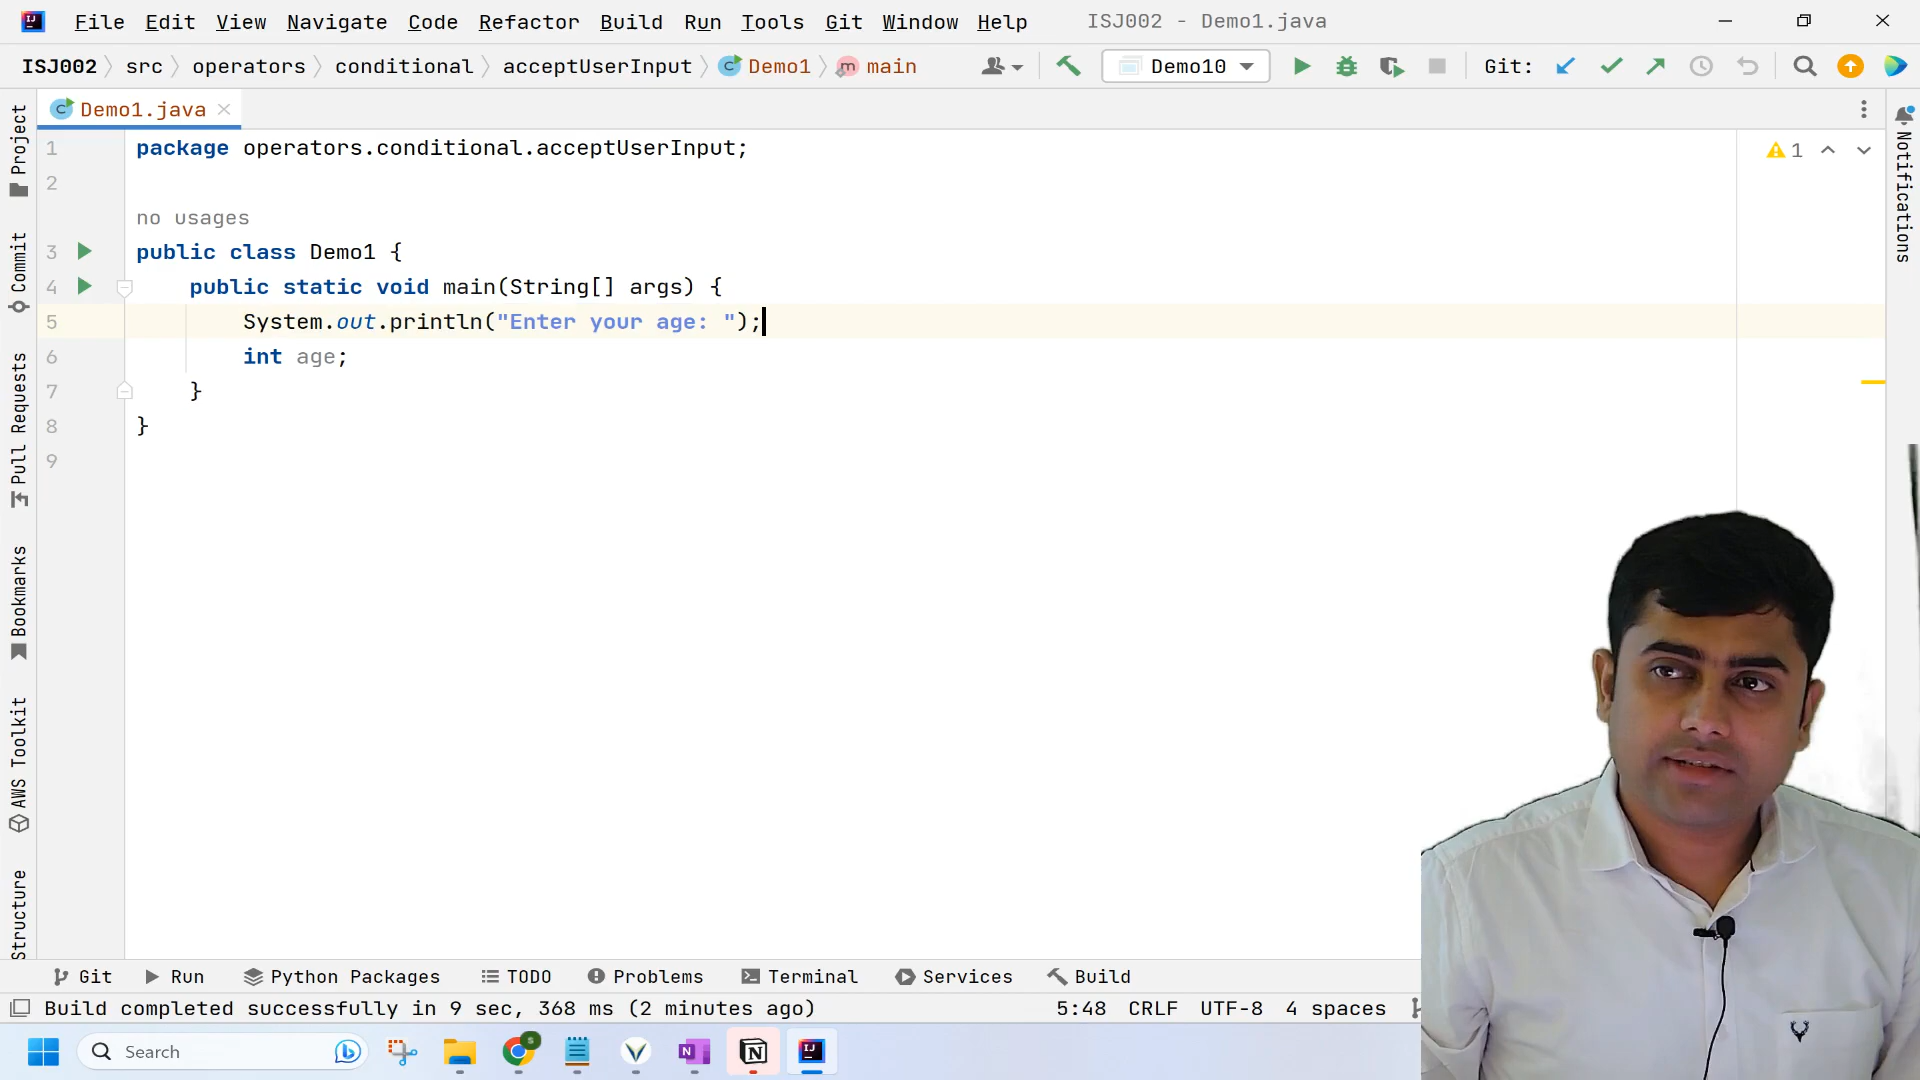 File Edit View Navigate Code Refactor Build Run Tools Git Window Help ISJ002 - Demo1.java
ISJ002 src operators conditional acceptUserInput Demo1 main Demo10 Git:
Demo1.java
1 package operators.conditional.acceptUserInput;
1
2
no usages
3 public class Demo1 {
4 public static void main(String[] args) {
5 System.out.println("Enter your age: ");
6 int age;
7 }
8 }
9
Project
Commit
Pull Requests
Bookmarks
AWS Toolkit
Structure
Notifications
Git Run Python Packages TODO Problems Terminal Services Build
Build completed successfully in 9 sec, 368 ms (2 minutes ago) 5:48 CRLF UTF-8 4 spaces
Search